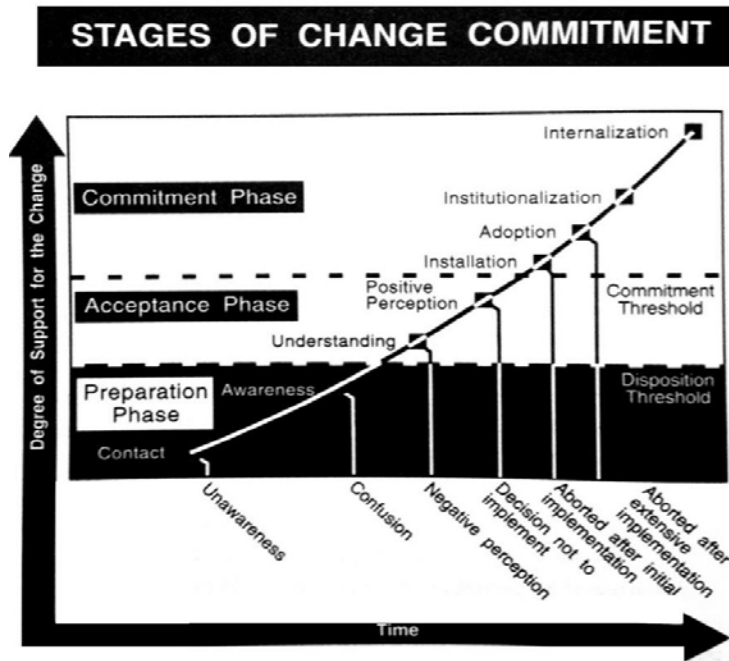 STAGES OF CHANGE COMMITMENT
Degree of Support for the Change
Internalization
Commitment Phase
Institutionalization
Adoption
Installation
Positive
Perception
Commitment
Threshold
Acceptance Phase
Understanding
Preparation
Phase
Awareness
Disposition
Threshold
Contact
Unawareness
Confusion
Negative perception
Decision not to
implement
Aborted after initial
implementation
Aborted after
extensive
implementation
Time